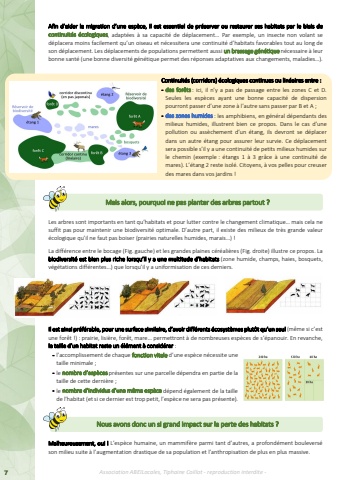 Afin d'aider la migration d'une espèce, il est essentiel de préserver ou restaurer ses habitats par le biais de
continuités écologiques, adaptées à sa capacité de déplacement... Par exemple, un insecte non volant se
déplacera moins facilement qu'un oiseau et nécessitera une continuité d'habitats favorables tout au long de
son déplacement. Les déplacements de populations permettent aussi un brassage génétique nécessaire à leur
bonne santé (une bonne diversité génétique permet des réponses adaptatives aux changements, maladies...).
Continuités (corridors) écologiques continues ou linéaires entre :
• des forêts : ici, il n'y a pas de passage entre les zones C et D.
Seules les espèces ayant une bonne capacité de dispersion
pourront passer d'une zone à l'autre sans passer par B et A ;
• des zones humides : les amphibiens, en général dépendants des
milieux humides, illustrent bien ce propos. Dans le cas d'une
pollution ou assèchement d'un étang, ils devront se déplacer
dans un autre étang pour assurer leur survie. Ce déplacement
sera possible s'il y a une continuité de petits milieux humides sur
le chemin (exemple : étangs 1 à 3 grâce à une continuité de
mares). L'étang 2 reste isolé. Citoyens, à vos pelles pour creuser
des mares dans vos jardins !
corridor discontinu
(en pas japonais)
étang 2
Réservoir de
biodiversité
Réservoir de
biodiversité
forêt D
étang 1
mares
forêt A
bosquets
forêt C
corridor continu
(linéaire)
forêt B
étang 3
Mais alors, pourquoi ne pas planter des arbres partout ?
Les arbres sont importants en tant qu'habitats et pour lutter contre le changement climatique... mais cela ne
suffit pas pour maintenir une biodiversité optimale. D'autre part, il existe des milieux de très grande valeur
écologique qu'il ne faut pas boiser (prairies naturelles humides, marais...) !
La différence entre le bocage (Fig. gauche) et les grandes plaines céréalières (Fig. droite) illustre ce propos. La
biodiversité est bien plus riche lorsqu'il y a une multitude d'habitats (zone humide, champs, haies, bosquets,
végétations différentes...) que lorsqu'il y a uniformisation de ces derniers.
Il est ainsi préférable, pour une surface similaire, d'avoir différents écosystèmes plutôt qu'un seul (même si c'est
une forêt !) : prairie, lisière, forêt, mare... permettront à de nombreuses espèces de s'épanouir. En revanche,
la taille d'un habitat reste un élément à considérer :
• l'accomplissement de chaque fonction vitale d'une espèce nécessite une
taille minimale ;
• le nombre d'espèces présentes sur une parcelle dépendra en partie de la
taille de cette dernière ;
• le nombre d'individus d'une même espèce dépend également de la taille
de l'habitat (et si ce dernier est trop petit, l'espèce ne sera pas présente).
Nous avons donc un si grand impact sur la perte des habitats ?
Malheureusement, oui ! L'espèce humaine, un mammifère parmi tant d'autres, a profondément bouleversé
son milieu suite à l'augmentation drastique de sa population et l'anthropisation de plus en plus massive.
7